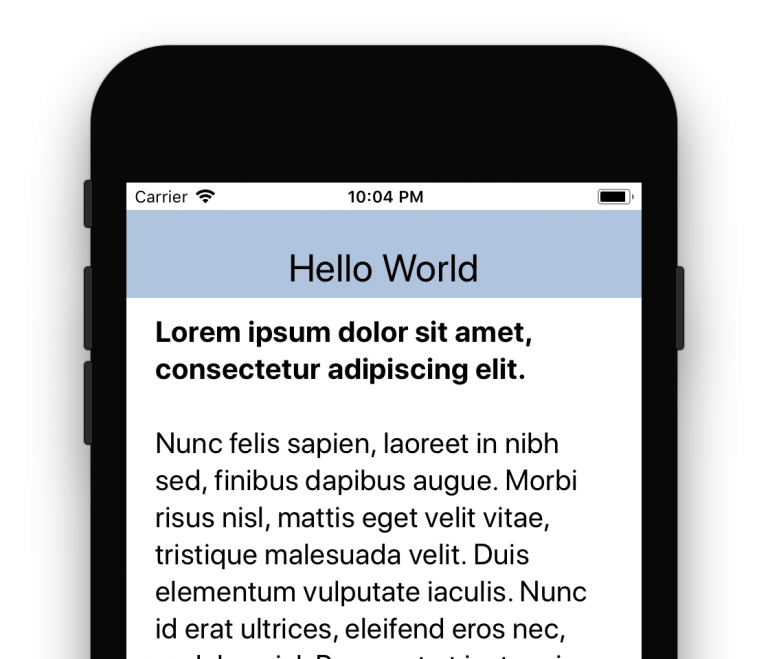 Carrier
10:04 PM
Hello World
Lorem ipsum dolor sit amet,
consectetur adipiscing elit.
Nunc felis sapien, laoreet in nibh
sed, finibus dapibus augue. Morbi
risus nisl, mattis eget velit vitae,
tristique malesuada velit. Duis
elementum vulputate iaculis. Nunc
id erat ultrices, eleifend eros nec,